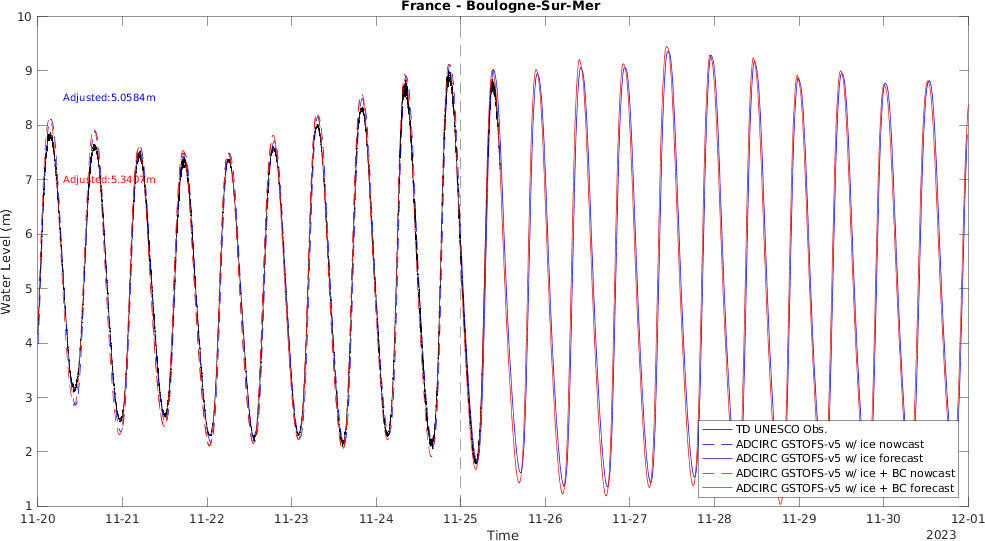 France - Boulogne-Sur-Mer
10
9
8
7
6
5
4
3
2
1
Water Level (m)
Adjusted:5.0584m
Adjusted:5.3407m
TD UNESCO Obs.
ADCIRC GSTOFS-v5 w/ ice nowcast
ADCIRC GSTOFS-v5 w/ ice forecast
ADCIRC GSTOFS-v5 w/ ice + BC nowcast
ADCIRC GSTOFS-v5 w/ ice + BC forecast
11-20 11-21 11-22 11-23 11-24 11-25 11-26 11-27 11-28 11-29 11-30 12-01
Time
2023